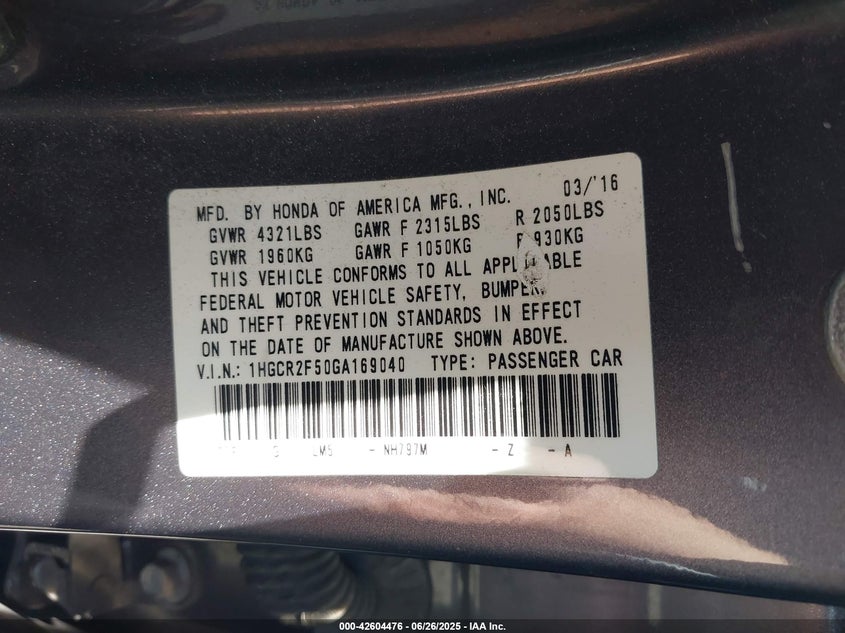 MFD. BY HONDA OF AMERICA MFG., INC. 03/'16
GVWR 4321LBS GAWR F 2315LBS R 2050LBS
GVWR 1960KG GAWR F 1050KG R 930KG
THIS VEHICLE CONFORMS TO ALL
FEDERAL MOTOR VEHICLE SAFETY, BUMPER,
AND THEFT PREVENTION STANDARDS IN EFFECT
ON THE DATE OF MANUFACTURE SHOWN ABOVE.
V.I.N.: 1HGCR2F50GA169040 TYPE: PASSENGER CAR
- NH797M - Z - A
000-42604476 - 06/26/2025 - IAA Inc.